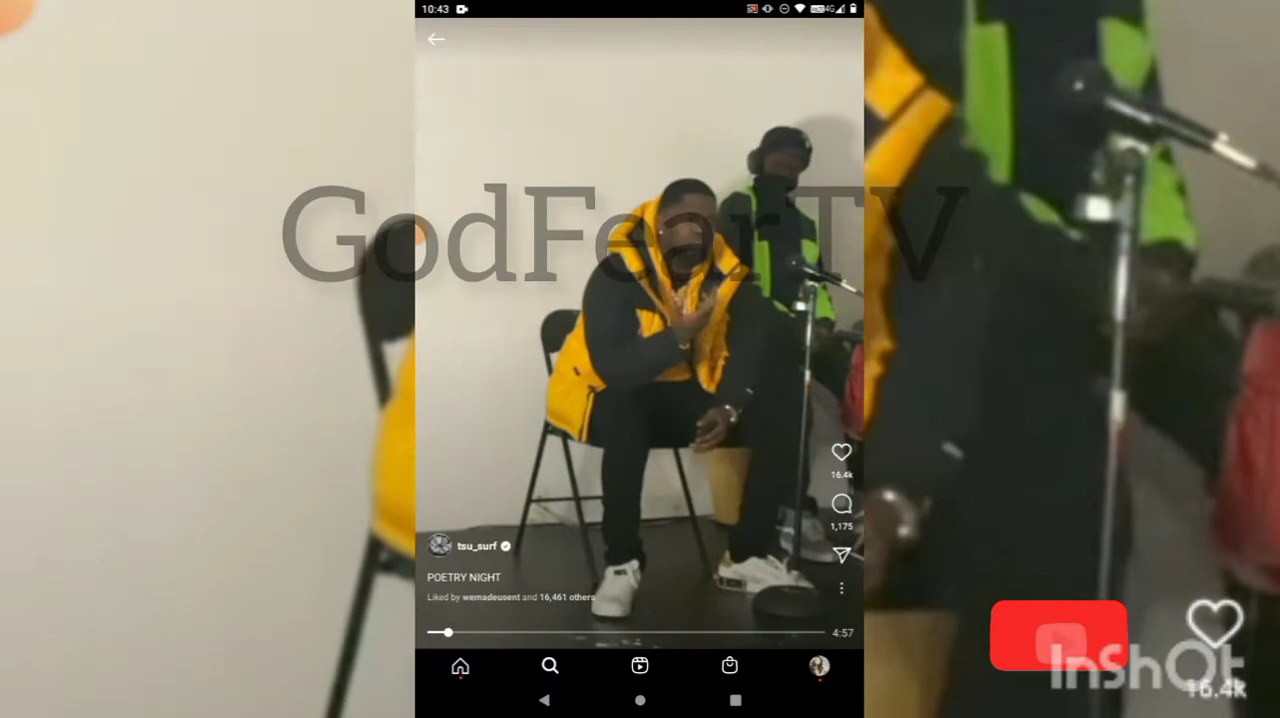 10:43
4G
GodFearTV
16.4k
1,175
tsu_surf
POETRY NIGHT
Liked by wemadeusent and 16,461 others
4:57
InShOt
16.4k